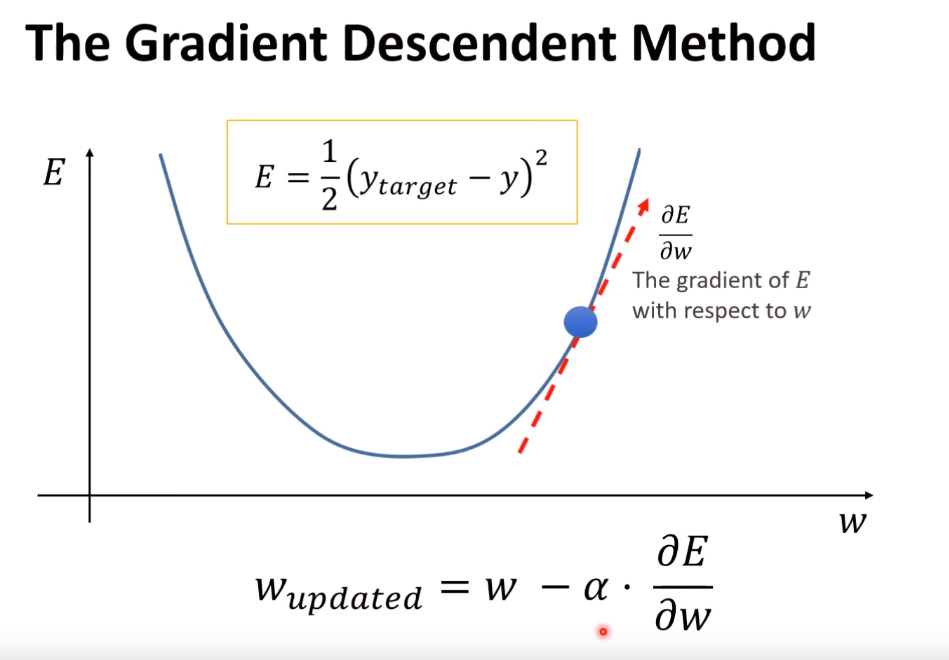 The Gradient Descendent Method
E
E = 1/2 (y_target − y)^2
∂E/∂w
The gradient of E
with respect to w
w
w_updated = w − α · ∂E/∂w